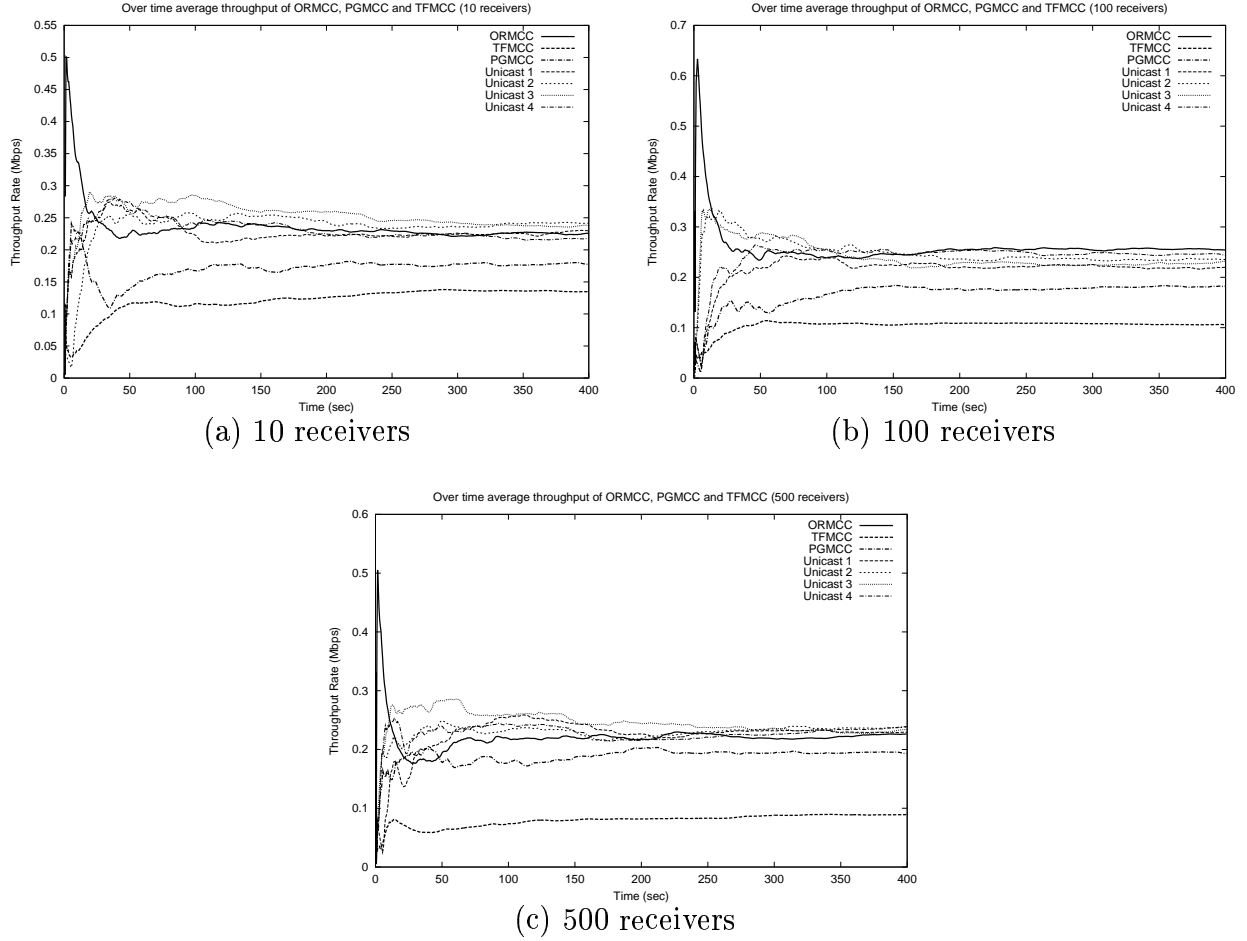 Over time average throughput of ORMCC, PGMCC and TFMCC (10 receivers)
Throughput Rate (Mbps)
0.55
0.5
0.45
0.4
0.35
0.3
0.25
0.2
0.15
0.1
0.05
0
ORMCC
TFMCC
PGMCC
Unicast 1
Unicast 2
Unicast 3
Unicast 4
0 50 100 150 200 250 300 350 400
Time (sec)
(a) 10 receivers
Over time average throughput of ORMCC, PGMCC and TFMCC (100 receivers)
Throughput Rate (Mbps)
0.7
0.6
0.5
0.4
0.3
0.2
0.1
0
ORMCC
TFMCC
PGMCC
Unicast 1
Unicast 2
Unicast 3
Unicast 4
0 50 100 150 200 250 300 350 400
Time (sec)
(b) 100 receivers
Over time average throughput of ORMCC, PGMCC and TFMCC (500 receivers)
Throughput Rate (Mbps)
0.6
0.5
0.4
0.3
0.2
0.1
0
ORMCC
TFMCC
PGMCC
Unicast 1
Unicast 2
Unicast 3
Unicast 4
0 50 100 150 200 250 300 350 400
Time (sec)
(c) 500 receivers